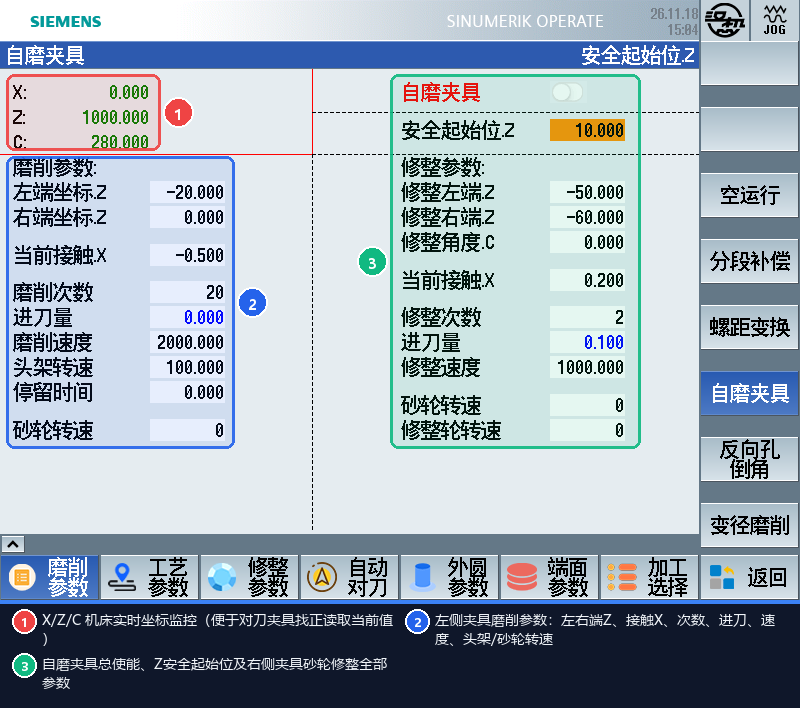 SIEMENS
SINUMERIK OPERATE
26.11.18
15:04
JOG
自磨夹具
安全起始位.Z
X: 0.000
Z: 1000.000
C: 280.000
1
磨削参数:
左端坐标.Z -20.000
右端坐标.Z 0.000
当前接触.X -0.500
磨削次数 20
进刀量 0.000
磨削速度 2000.000
头架转速 100.000
停留时间 0.000
砂轮转速 0
2
自磨夹具
安全起始位.Z 10.000
修整参数:
修整左端.Z -50.000
修整右端.Z -60.000
修整角度.C 0.000
当前接触.X 0.200
修整次数 2
进刀量 0.100
修整速度 1000.000
砂轮转速 0
修整轮转速 0
3
空运行
分段补偿
螺距变换
自磨夹具
反向孔
倒角
变径磨削
磨削
参数
工艺
参数
修整
参数
自动
对刀
外圆
参数
端面
参数
加工
选择
返回
1 X/Z/C 机床实时坐标监控（便于对刀夹具找正读取当前值
）
2 左侧夹具磨削参数：左右端Z、接触X、次数、进刀、速
度、头架/砂轮转速
3 自磨夹具总使能、Z安全起始位及右侧夹具砂轮修整全部
参数